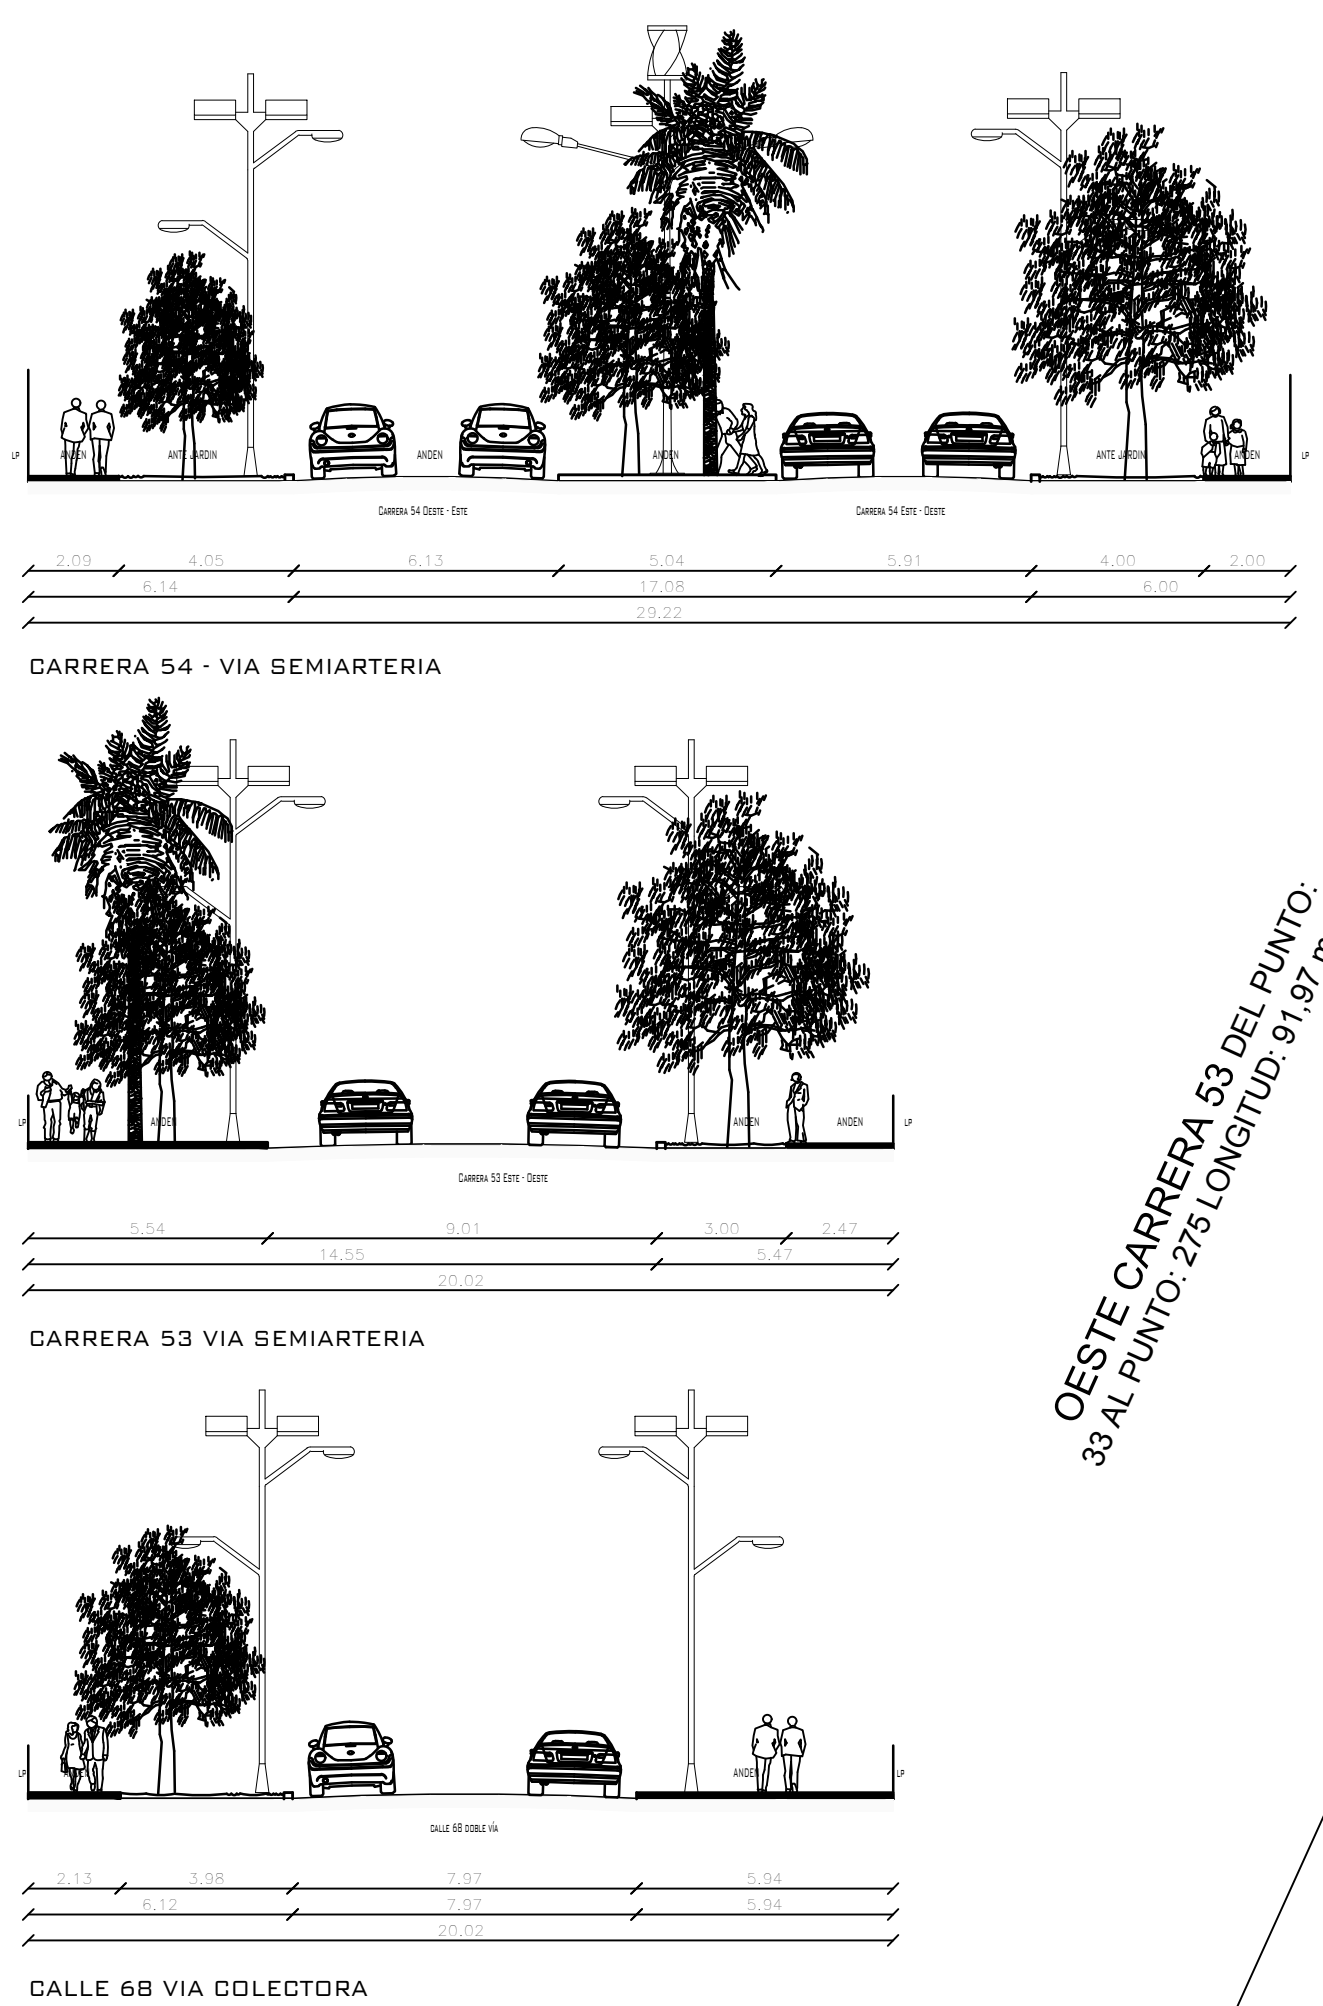 LP
ANDEN
ANTE JARDIN
ANDEN
ANDEN
ANTE JARDIN
ANDEN
LP
Carrera 54 Oeste - Este
Carrera 54 Este - Oeste
2.09 4.05 6.13 5.04 5.91 4.00 2.00
6.14 17.08 6.00
29.22
CARRERA 54 - VIA SEMIARTERIA
LP
ANDEN
ANDEN
ANDEN
LP
Carrera 53 Este - Oeste
5.54 9.01 3.00 2.47
14.55 5.47
20.02
CARRERA 53 VIA SEMIARTERIA
OESTE CARRERA 53 DEL PUNTO:
33 AL PUNTO: 275 LONGITUD: 91,97 m
LP
ANDEN
ANDEN
LP
CALLE 68 DOBLE VÍA
2.13 3.98 7.97 5.94
6.12 7.97 5.94
20.02
CALLE 68 VIA COLECTORA